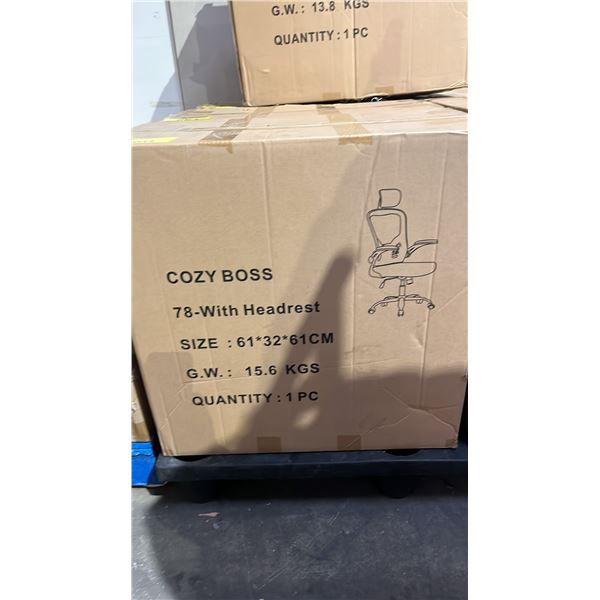 G.W. : 13.8 KGS
QUANTITY : 1 PC
COZY BOSS
78-With Headrest
SIZE : 61*32*61CM
G.W. : 15.6 KGS
QUANTITY : 1 PC